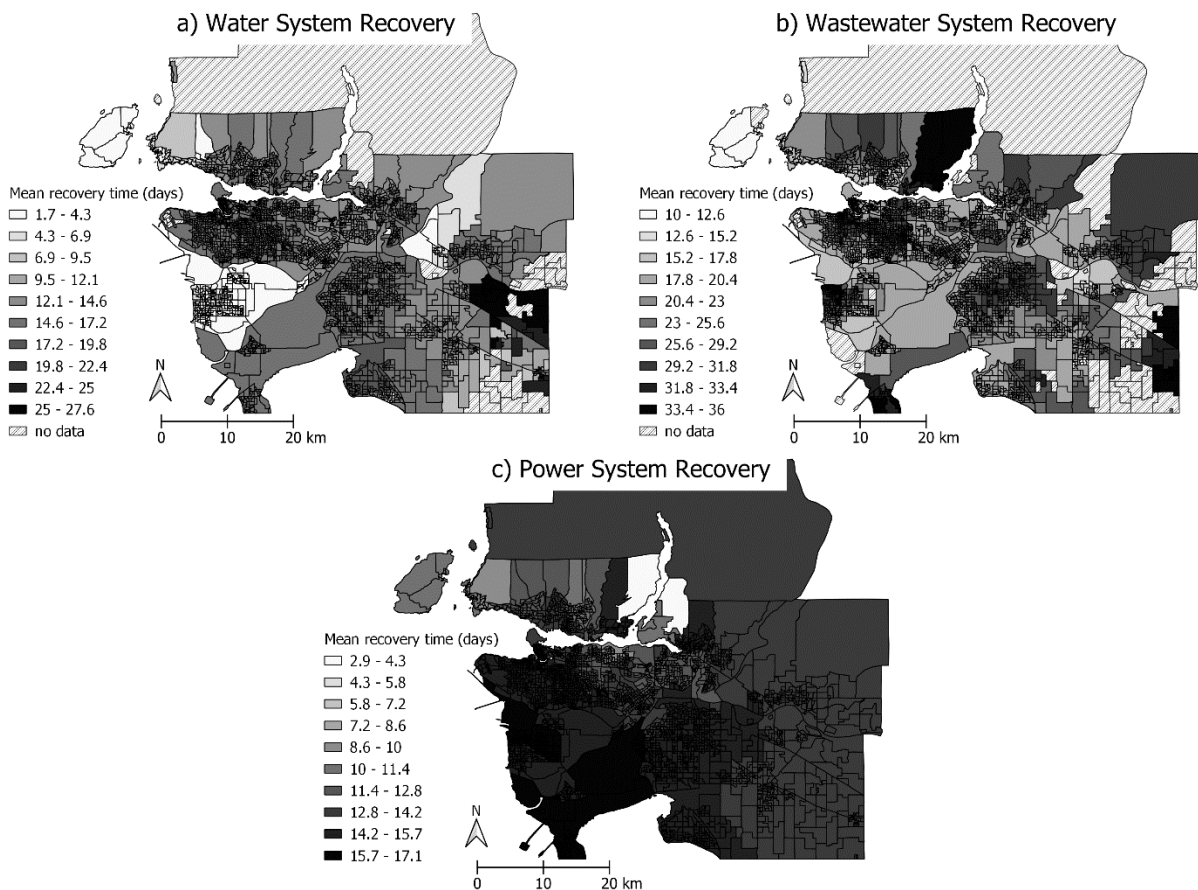 a) Water System Recovery
Mean recovery time (days)
1.7 - 4.3
4.3 - 6.9
6.9 - 9.5
9.5 - 12.1
12.1 - 14.6
14.6 - 17.2
17.2 - 19.8
19.8 - 22.4
22.4 - 25
25 - 27.6
no data
N
0 10 20 km
b) Wastewater System Recovery
Mean recovery time (days)
10 - 12.6
12.6 - 15.2
15.2 - 17.8
17.8 - 20.4
20.4 - 23
23 - 25.6
25.6 - 29.2
29.2 - 31.8
31.8 - 33.4
33.4 - 36
no data
N
0 10 20 km
c) Power System Recovery
Mean recovery time (days)
2.9 - 4.3
4.3 - 5.8
5.8 - 7.2
7.2 - 8.6
8.6 - 10
10 - 11.4
11.4 - 12.8
12.8 - 14.2
14.2 - 15.7
15.7 - 17.1
N
0 10 20 km